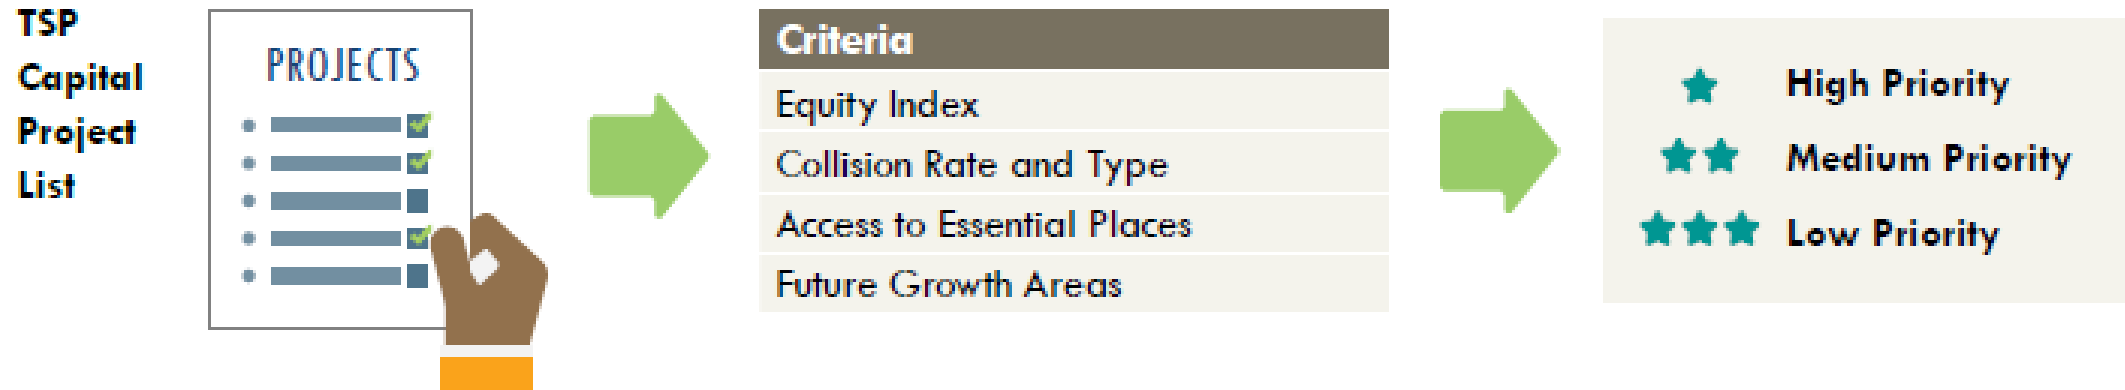 TSP
Capital
Project
List
PROJECTS
Criteria
Equity Index
Collision Rate and Type
Access to Essential Places
Future Growth Areas
High Priority
Medium Priority
Low Priority